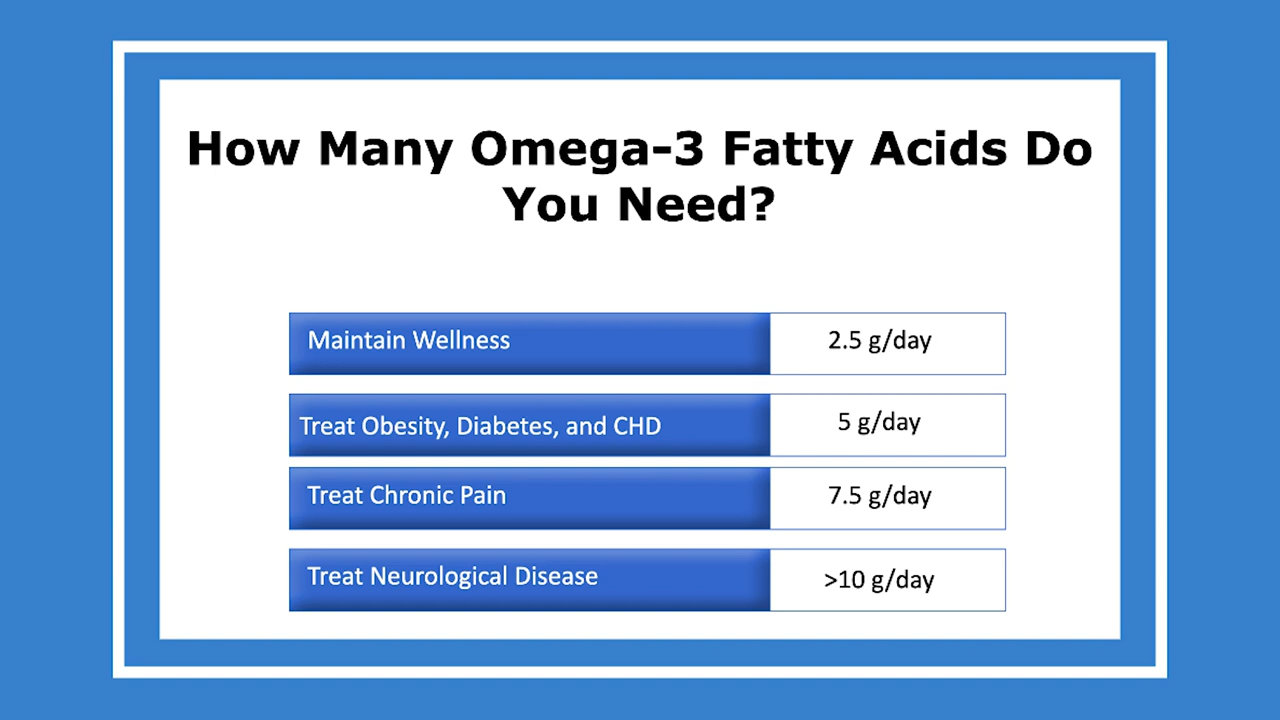 How Many Omega-3 Fatty Acids Do
You Need?
Maintain Wellness 2.5 g/day
Treat Obesity, Diabetes, and CHD 5 g/day
Treat Chronic Pain 7.5 g/day
Treat Neurological Disease >10 g/day